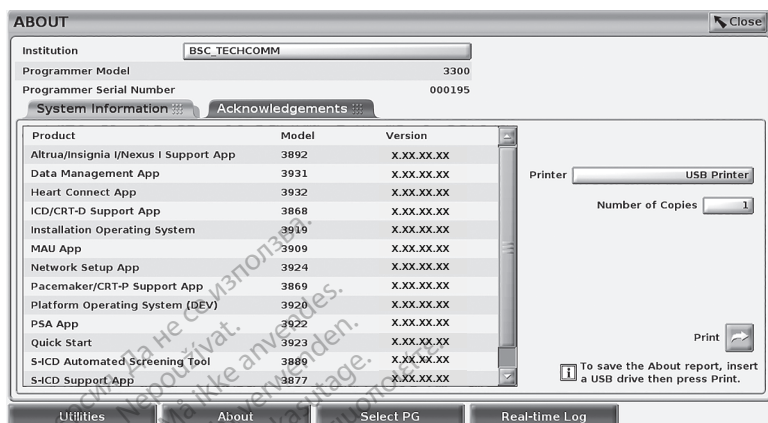 ABOUT
Close
Institution BSC_TECHCOMM
Programmer Model 3300
Programmer Serial Number 000195
System Information Acknowledgements
Product Model Version
Altrua/Insignia I/Nexus I Support App 3892 X.XX.XX.XX
Data Management App 3931 X.XX.XX.XX
Heart Connect App 3932 X.XX.XX.XX
ICD/CRT-D Support App 3868 X.XX.XX.XX
Installation Operating System 3919 X.XX.XX.XX
MAU App 3909 X.XX.XX.XX
Network Setup App 3924 X.XX.XX.XX
Pacemaker/CRT-P Support App 3869 X.XX.XX.XX
Platform Operating System (DEV) 3920 X.XX.XX.XX
PSA App 3922 X.XX.XX.XX
Quick Start 3923 X.XX.XX.XX
S-ICD Automated Screening Tool 3889 X.XX.XX.XX
S-ICD Support App 3877 X.XX.XX.XX
Printer USB Printer
Number of Copies 1
Print
To save the About report, insert
a USB drive then press Print.
Utilities About Select PG Real-time Log
Да не се използва.
Nepoužívat.
Må ikke anvendes.
verwenden.